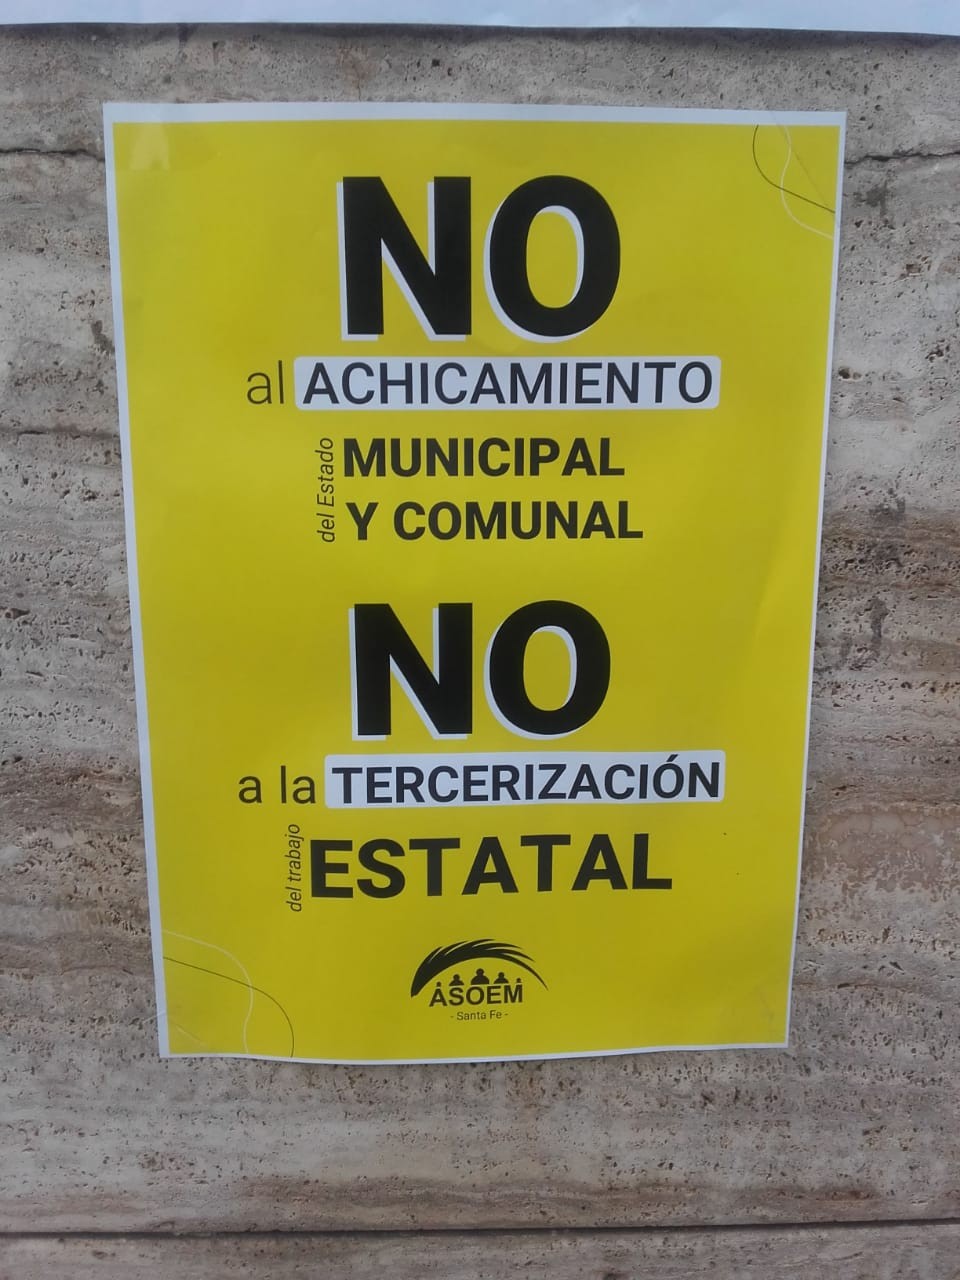 NO
al ACHICAMIENTO
del Estado
MUNICIPAL
Y COMUNAL
NO
a la TERCERIZACIÓN
del trabajo
ESTATAL
ASOEM
- Santa Fe -